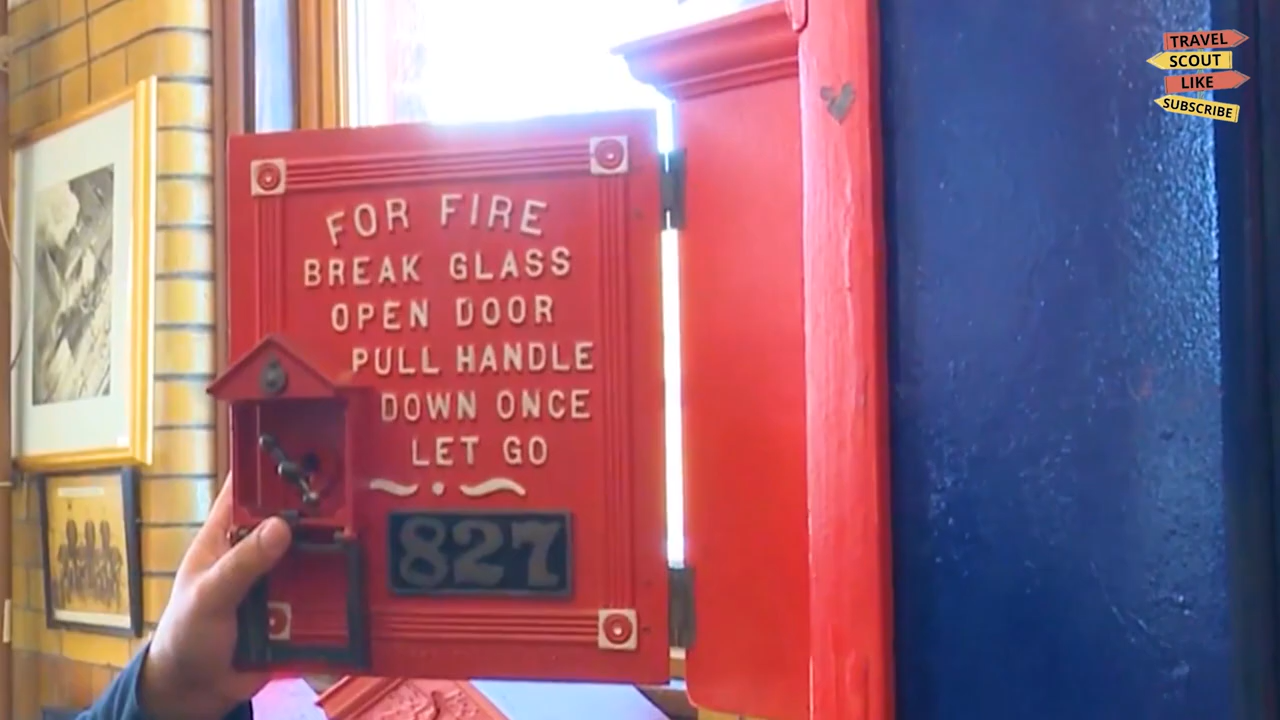 TRAVEL
SCOUT
LIKE
SUBSCRIBE
FOR FIRE
BREAK GLASS
OPEN DOOR
PULL HANDLE
DOWN ONCE
LET GO
827